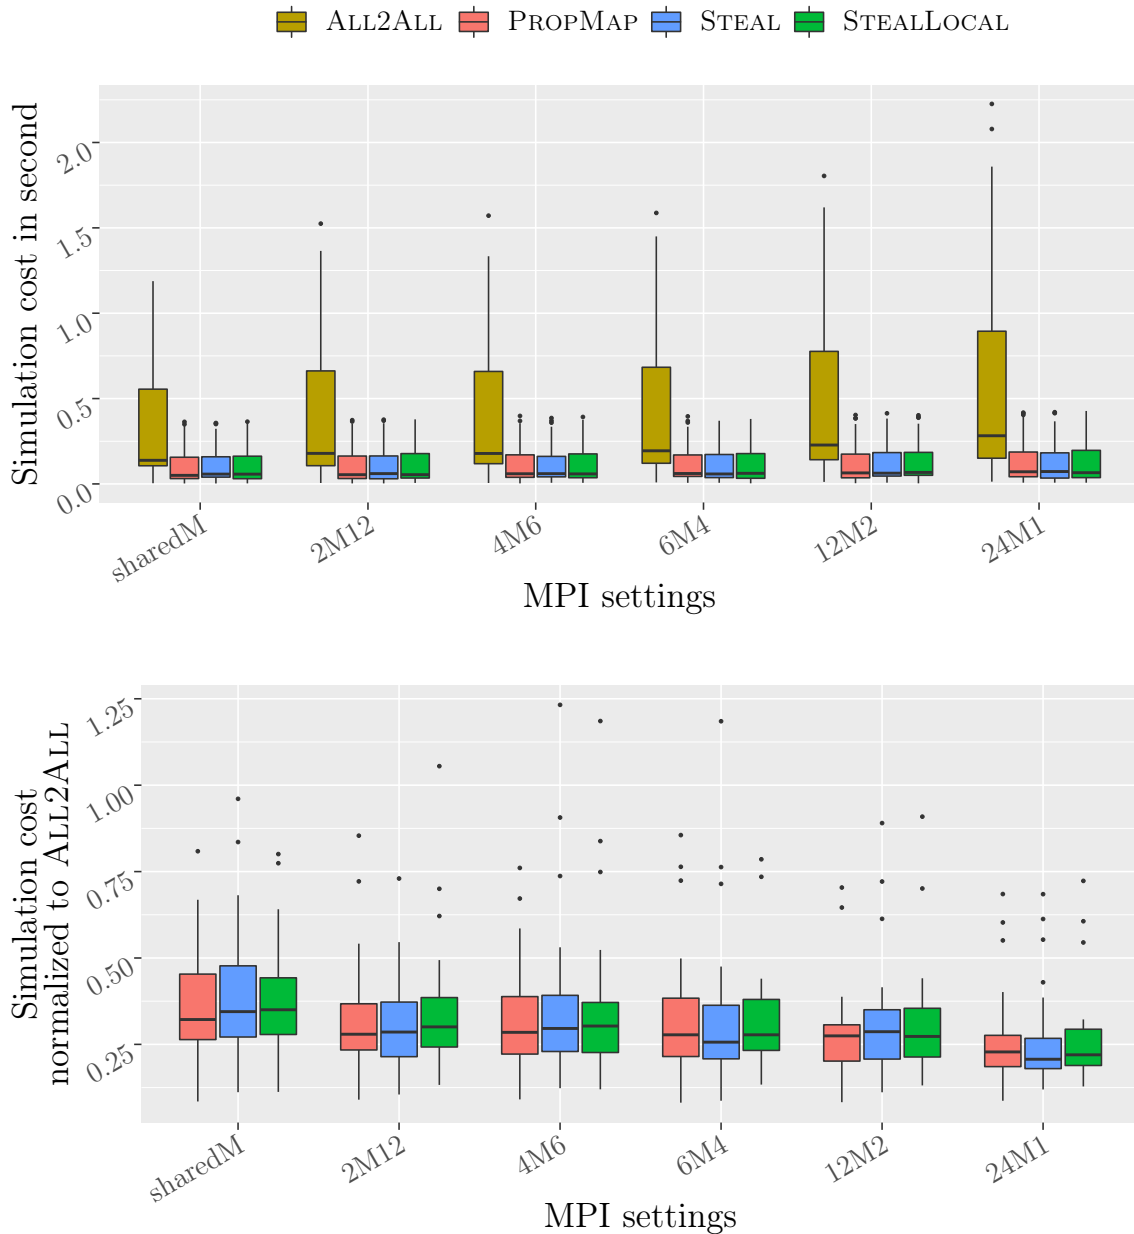 ALL2ALL PROPMAP STEAL STEALLOCAL
Simulation cost in second
2.0
1.5
1.0
0.5
0.0
sharedM 2M12 4M6 6M4 12M2 24M1
MPI settings
Simulation cost
normalized to ALL2ALL
1.25
1.00
0.75
0.50
0.25
sharedM 2M12 4M6 6M4 12M2 24M1
MPI settings